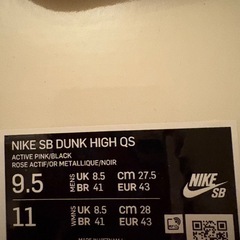 NIKE SB DUNK HIGH QS
ACTIVE PINK/BLACK
ROSE ACTIF/OR METALLIQUE/NOIR
9.5 MENS UK 8.5 CM 27.5
BR 41 EUR 43
11 WMNS UK 8.5 CM 28
BR 41 EUR 43
NIKE
SB